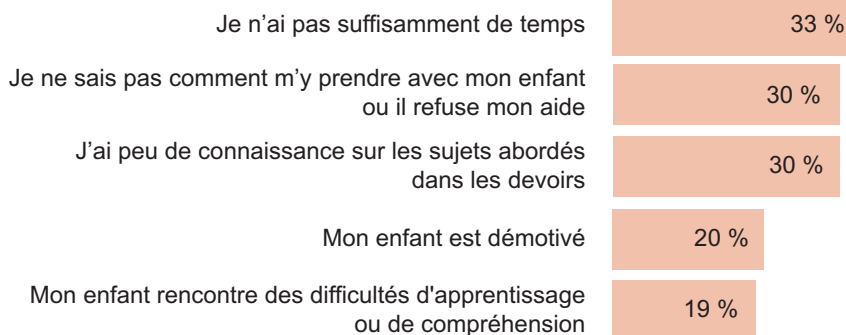 Je n’ai pas suffisamment de temps 33 %
Je ne sais pas comment m’y prendre avec mon enfant
ou il refuse mon aide 30 %
J’ai peu de connaissance sur les sujets abordés
dans les devoirs 30 %
Mon enfant est démotivé 20 %
Mon enfant rencontre des difficultés d'apprentissage
ou de compréhension 19 %